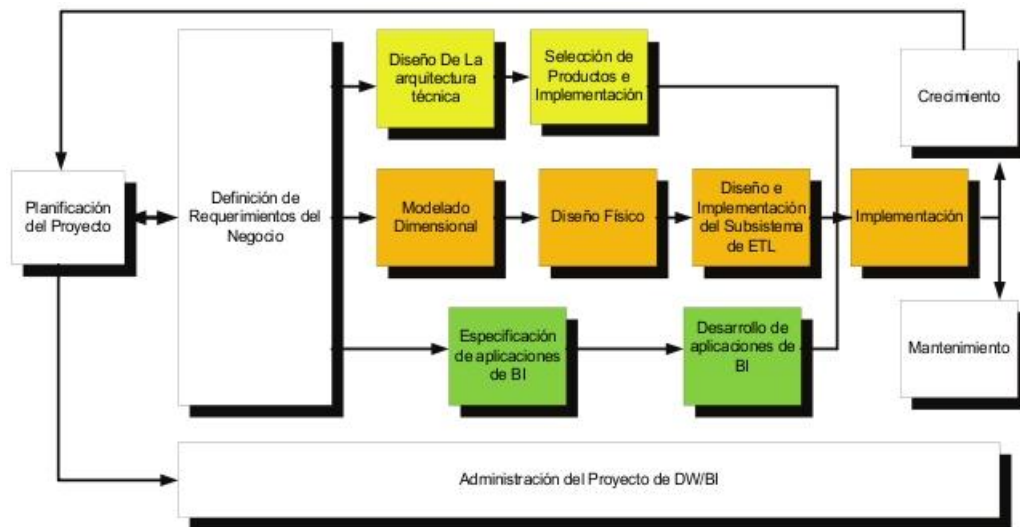 Planificación
del Proyecto
Definición de
Requerimientos del
Negocio
Diseño De La
arquitectura
técnica
Selección de
Productos e
Implementación
Modelado
Dimensional
Diseño Físico
Diseño e
Implementación
del Subsistema
de ETL
Implementación
Especificación
de aplicaciones
de BI
Desarrollo de
aplicaciones de
BI
Crecimiento
Mantenimiento
Administración del Proyecto de DW/BI